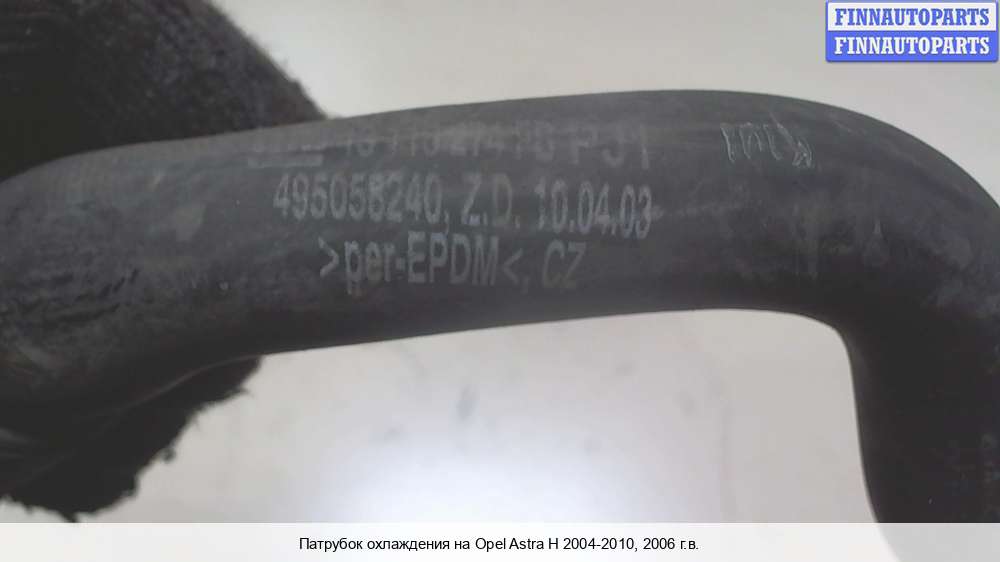 FINNAUTOPARTS
FINNAUTOPARTS
495058240, Z.D. 10.04.03
>per-EPDM<, CZ
Патрубок охлаждения на Opel Astra H 2004-2010, 2006 г.в.